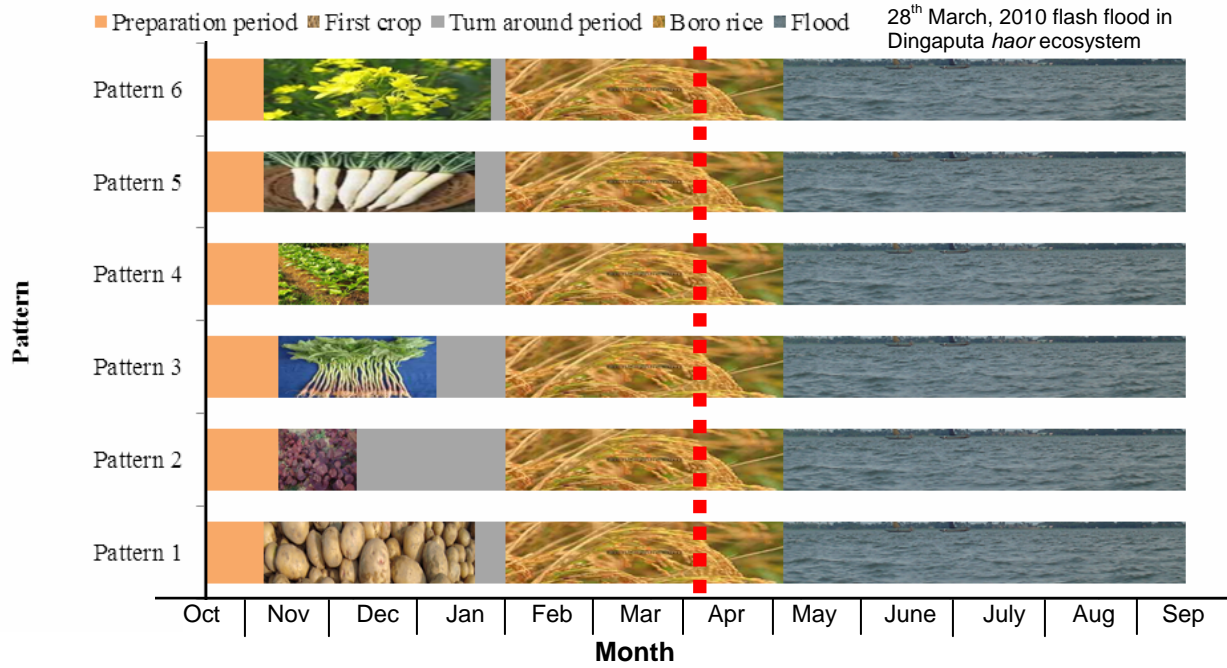 Preparation period First crop Turn around period Boro rice Flood
28th March, 2010 flash flood in
Dingaputa haor ecosystem
Pattern 6
Pattern 5
Pattern 4
Pattern 3
Pattern 2
Pattern 1
Pattern
Oct Nov Dec Jan Feb Mar Apr May June July Aug Sep
Month